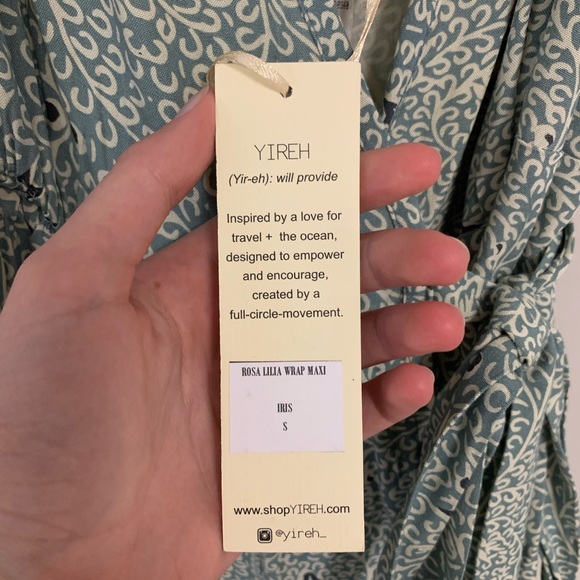 YIREH
(Yir-eh): will provide
Inspired by a love for
travel + the ocean,
designed to empower
and encourage,
created by a
full-circle-movement.
ROSA LILIA WRAP MAXI
IRIS
S
www.shopYIREH.com
@yireh_